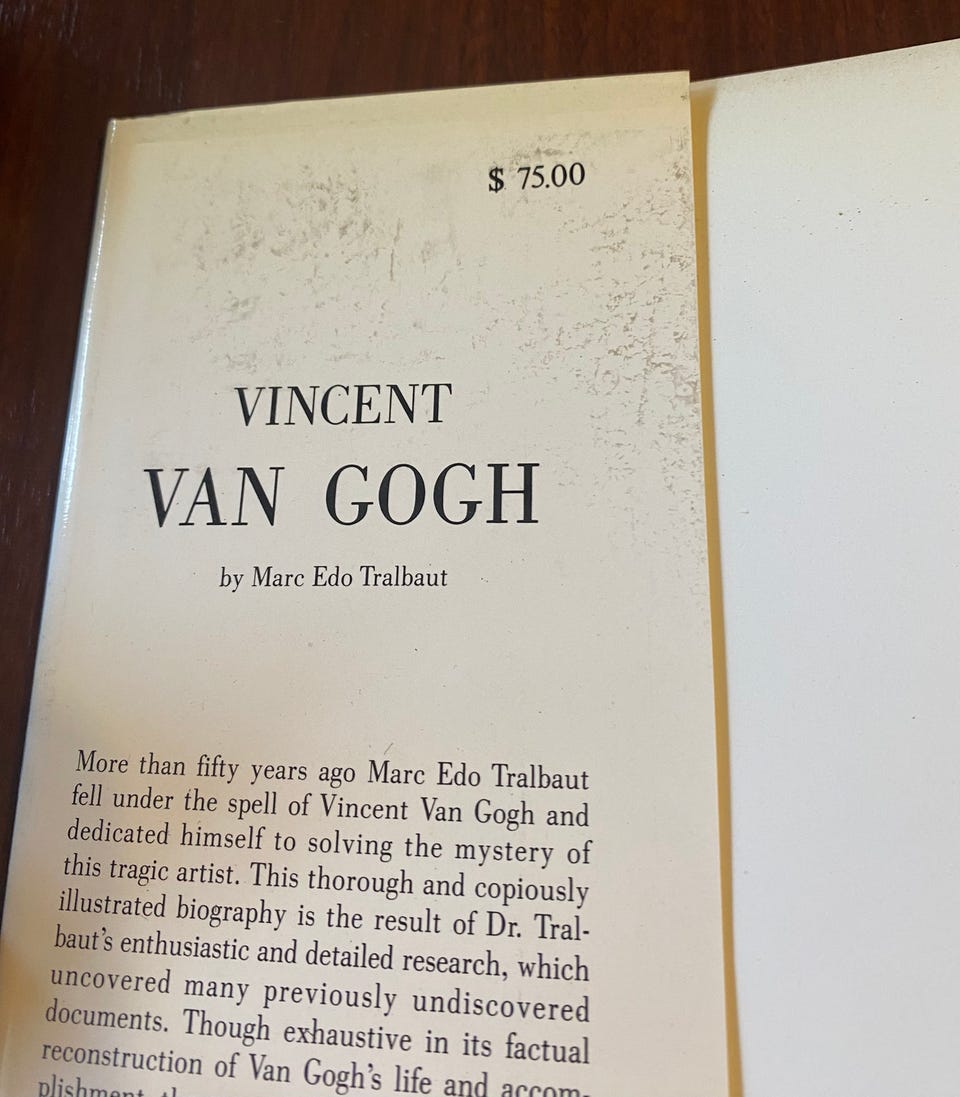 $ 75.00
VINCENT
VAN GOGH
by Marc Edo Tralbaut
More than fifty years ago Marc Edo Tralbaut
fell under the spell of Vincent Van Gogh and
dedicated himself to solving the mystery of
this tragic artist. This thorough and copiously
illustrated biography is the result of Dr. Tral-
baut's enthusiastic and detailed research, which
uncovered many previously undiscovered
documents. Though exhaustive in its factual
reconstruction of Van Gogh's life and accom-
plishment